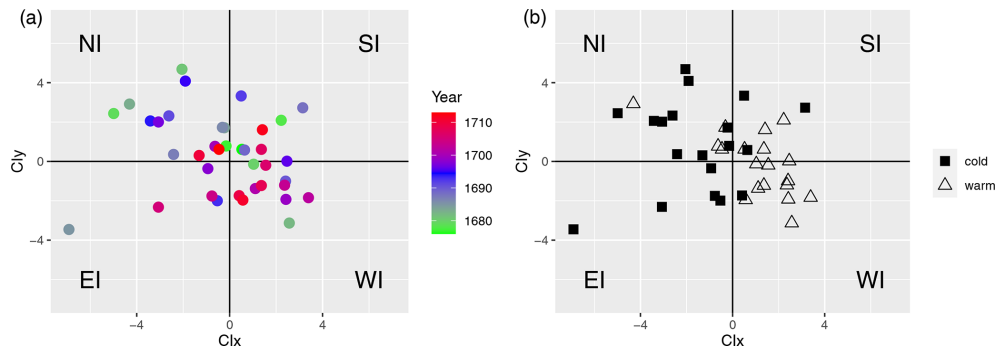 (a)
NI
SI
4
0
−4
EI
WI
−4
0
4
CIx
CIy
Year
1710
1700
1690
1680
(b)
NI
SI
4
0
−4
EI
WI
−4
0
4
CIx
CIy
cold
warm